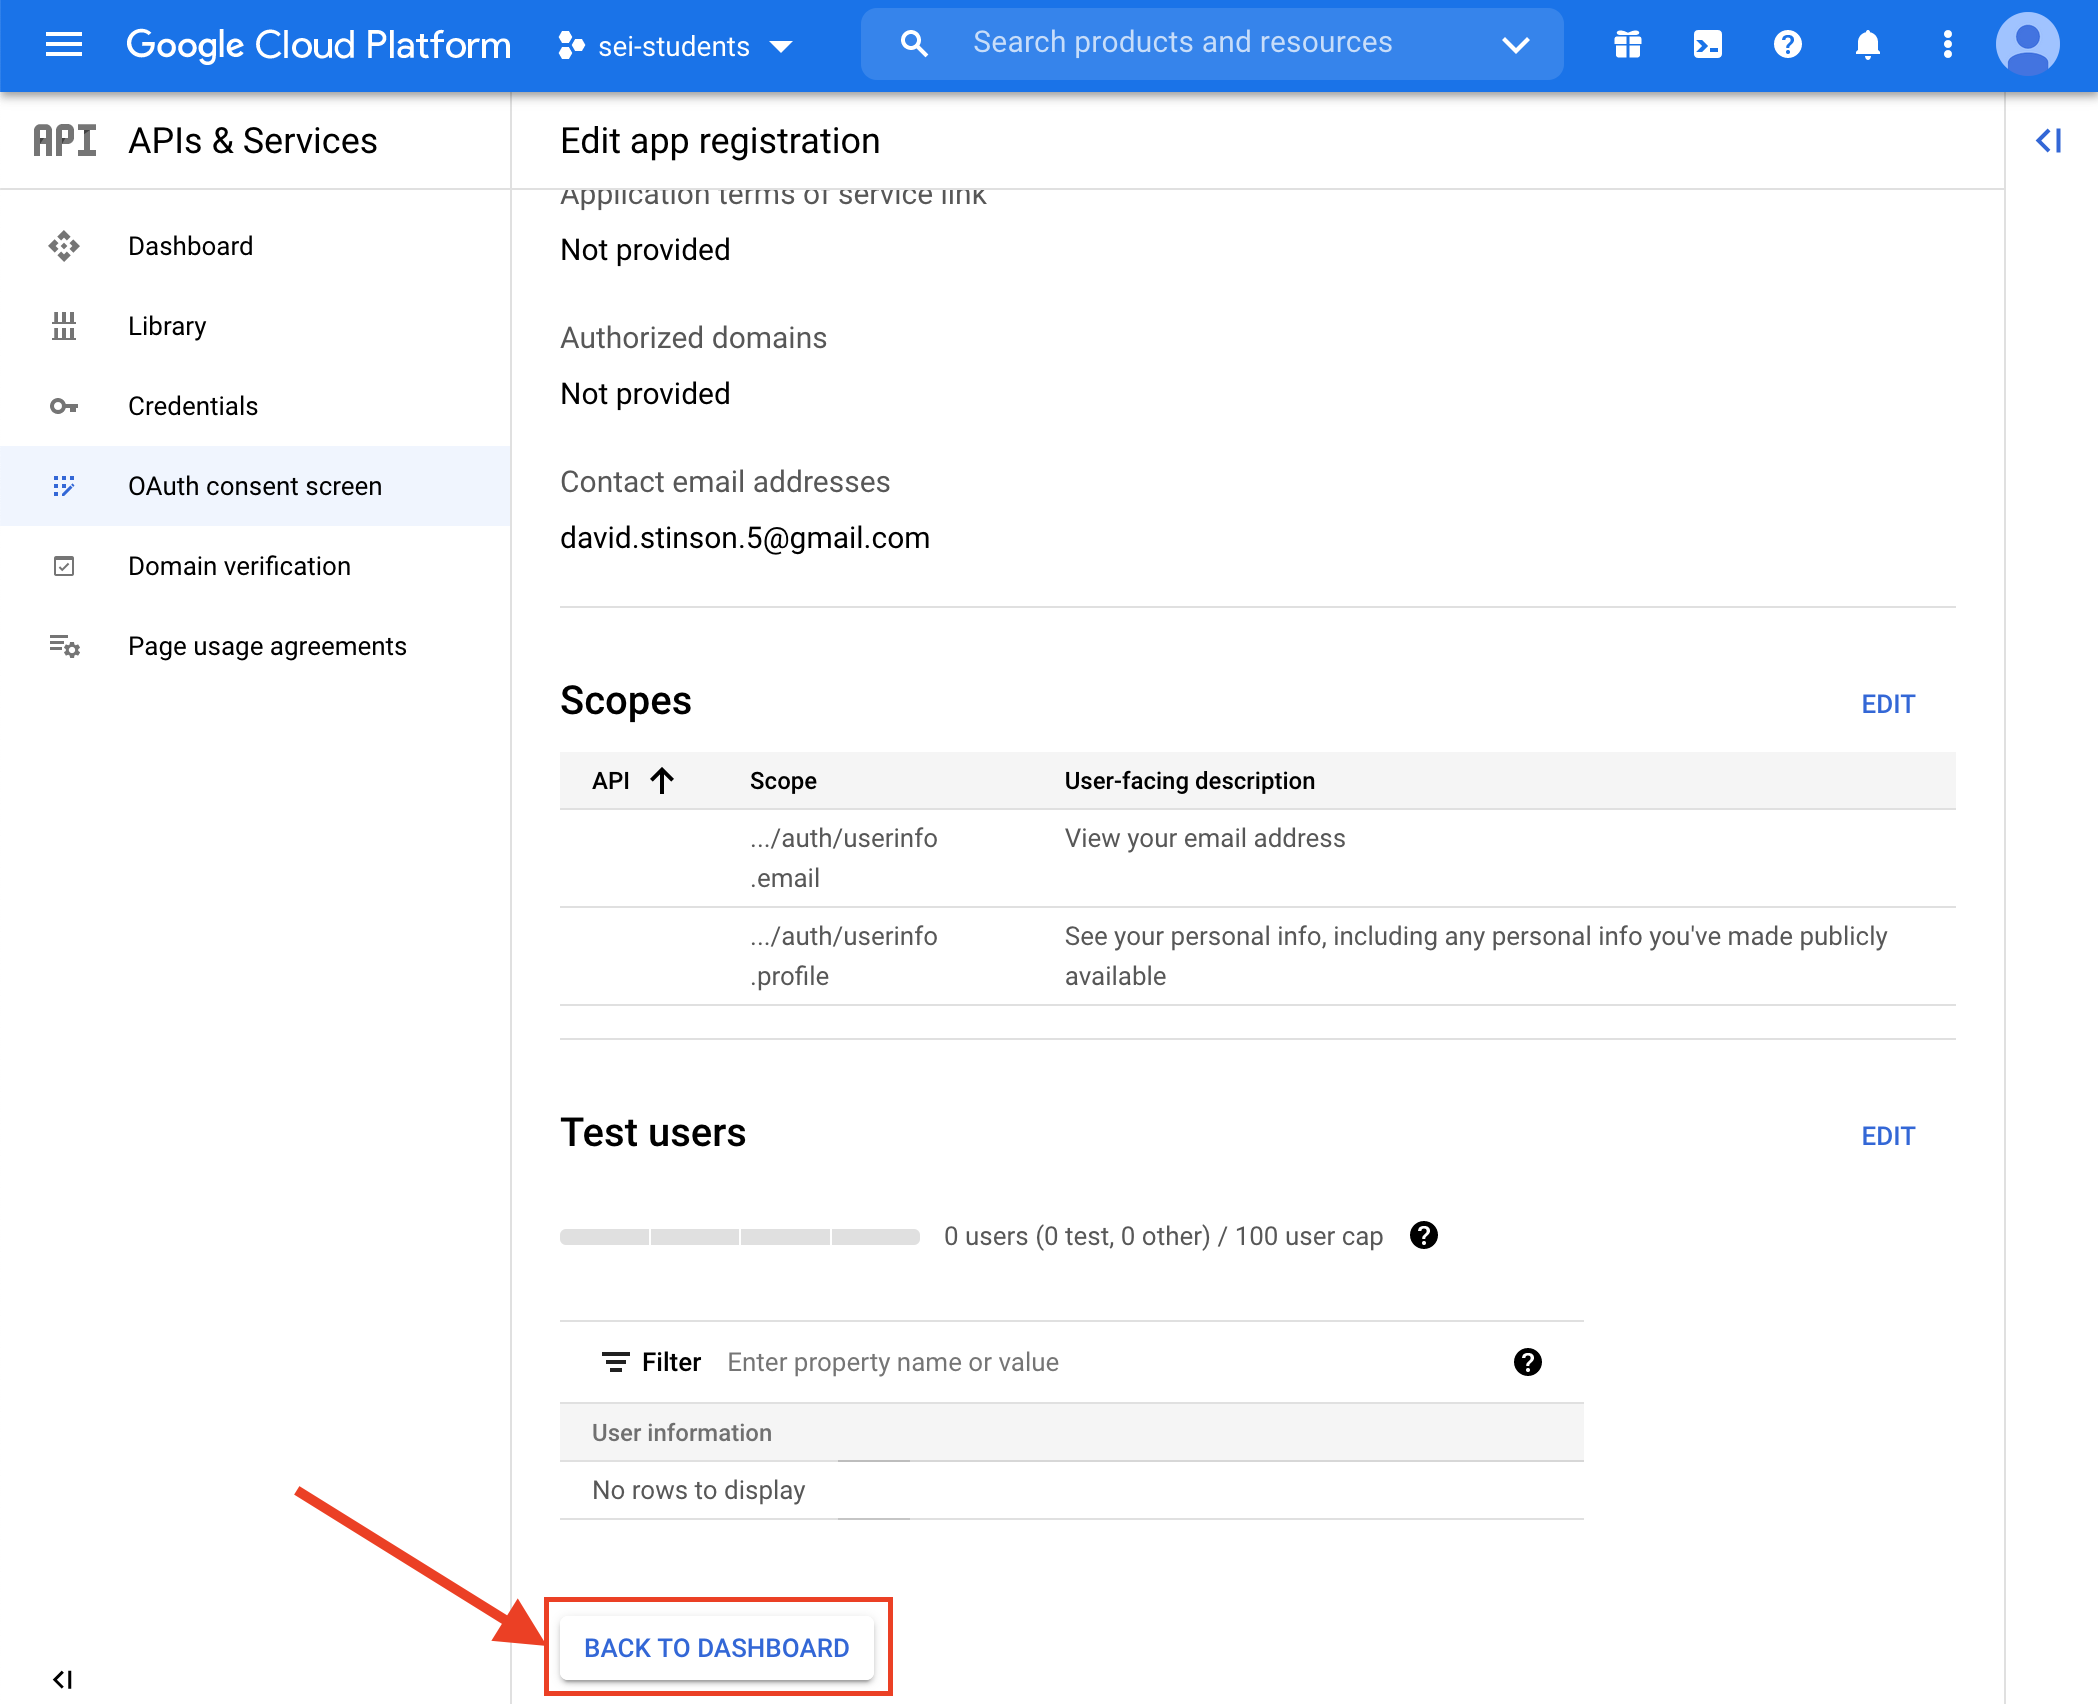 Google Cloud Platform
sei-students
Search products and resources
API
APIs & Services
Edit app registration
Dashboard
Library
Credentials
OAuth consent screen
Domain verification
Page usage agreements
Application terms of service link
Not provided
Authorized domains
Not provided
Contact email addresses
david.stinson.5@gmail.com
Scopes
EDIT
API
Scope
User-facing description
.../auth/userinfo
.email
View your email address
.../auth/userinfo
.profile
See your personal info, including any personal info you've made publicly
available
Test users
EDIT
0 users (0 test, 0 other) / 100 user cap
Filter
Enter property name or value
User information
No rows to display
BACK TO DASHBOARD